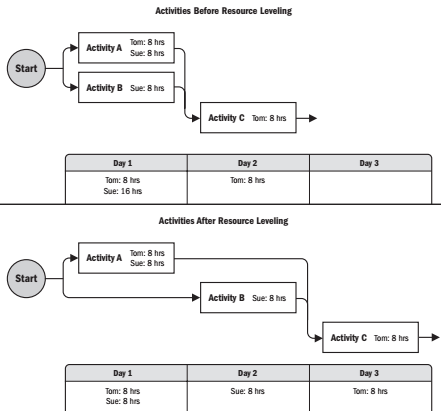 Activities Before Resource Leveling
Start
Activity A
Tom: 8 hrs
Sue: 8 hrs
Activity B Sue: 8 hrs
Activity C Tom: 8 hrs
Day 1 Day 2 Day 3
Tom: 8 hrs Tom: 8 hrs
Sue: 16 hrs
Activities After Resource Leveling
Start
Activity A
Tom: 8 hrs
Sue: 8 hrs
Activity B Sue: 8 hrs
Activity C Tom: 8 hrs
Day 1 Day 2 Day 3
Tom: 8 hrs Sue: 8 hrs Tom: 8 hrs
Sue: 8 hrs